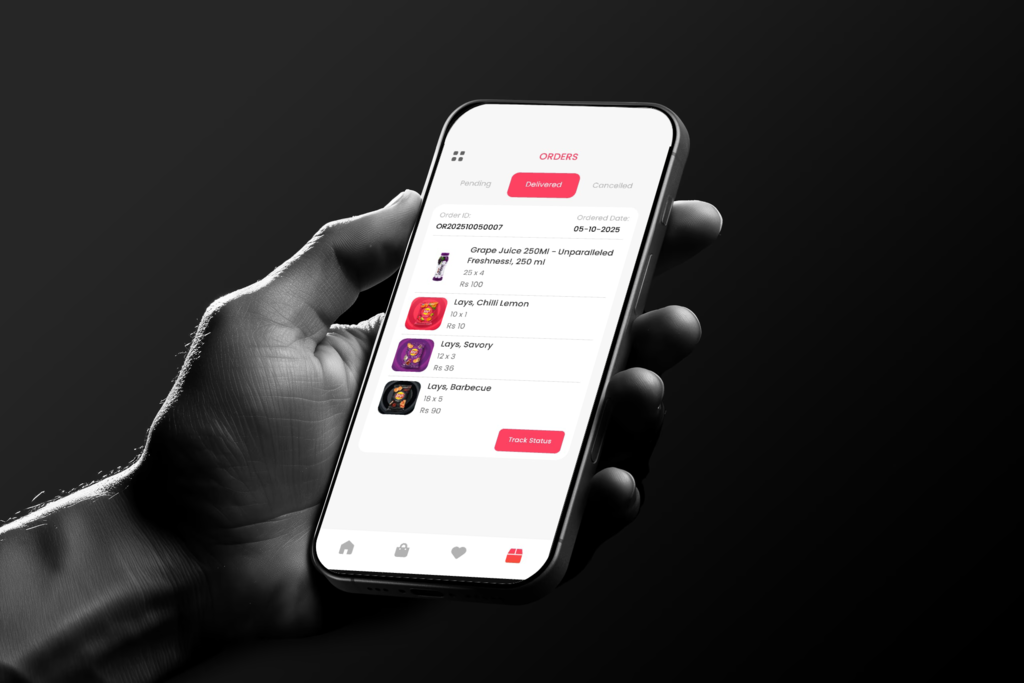 ORDERS
Pending Delivered Cancelled
Order ID: Ordered Date:
OR202510050007 05-10-2025
Grape Juice 250Ml - Unparalleled
Freshness!, 250 ml
25 x 4
Rs 100
Lays, Chilli Lemon
10 x 1
Rs 10
Lays, Savory
12 x 3
Rs 36
Lays, Barbecue
18 x 5
Rs 90
Track Status